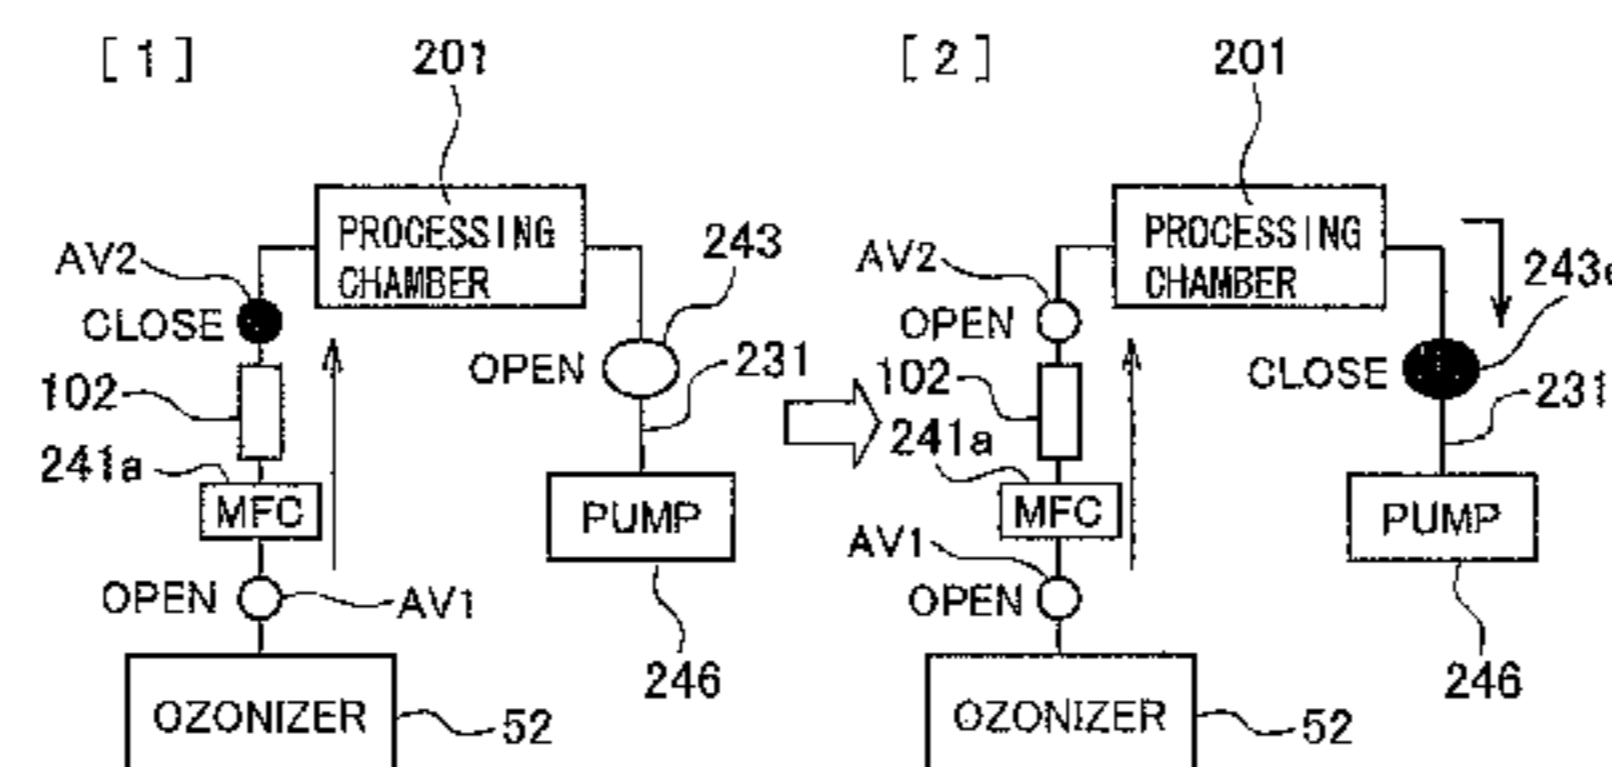 [1]
201
PROCESSING
CHAMBER
AV2
CLOSE
243
OPEN
102
231
241a
MFC
PUMP
OPEN
AV1
246
OZONIZER
52
[2]
201
PROCESSING
CHAMBER
AV2
OPEN
243e
CLOSE
102
231
241a
MFC
PUMP
AV1
OPEN
246
OZONIZER
52